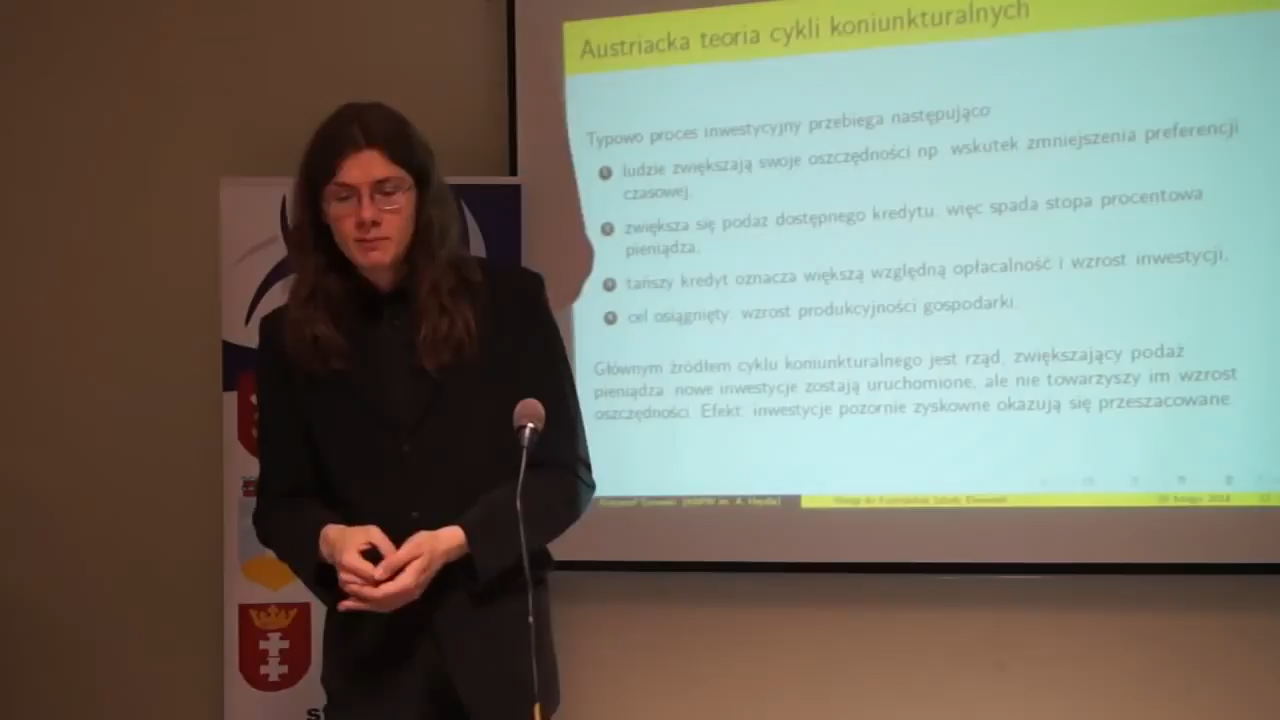 Austriacka teoria cykli koniunkturalnych
Typowo proces inwestycyjny przebiega następująco
ludzie zwiększają swoje oszczędności np. wskutek zmniejszenia preferencji
czasowej,
zwiększa się podaż dostępnego kredytu, więc spada stopa procentowa
pieniądza,
tańszy kredyt oznacza większą względną opłacalność i wzrost inwestycji,
cel osiągnięty: wzrost produkcyjności gospodarki.
Głównym źródłem cyklu koniunkturalnego jest rząd, zwiększający podaż
pieniądza: nowe inwestycje zostają uruchomione, ale nie towarzyszy im wzrost
oszczędności. Efekt: inwestycje pozornie zyskowne okazują się przeszacowane